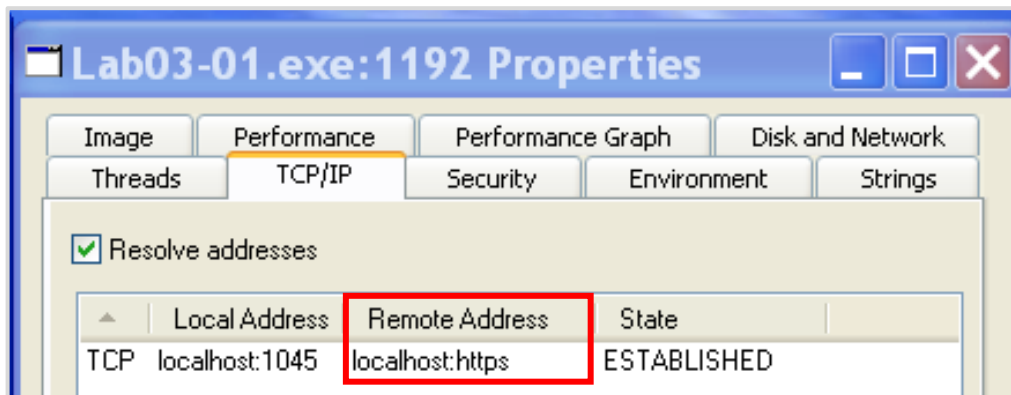 Lab03-01.exe:1192 Properties
Image Performance Performance Graph Disk and Network
Threads TCP/IP Security Environment Strings
Resolve addresses
Local Address Remote Address State
TCP localhost:1045 localhost:https ESTABLISHED